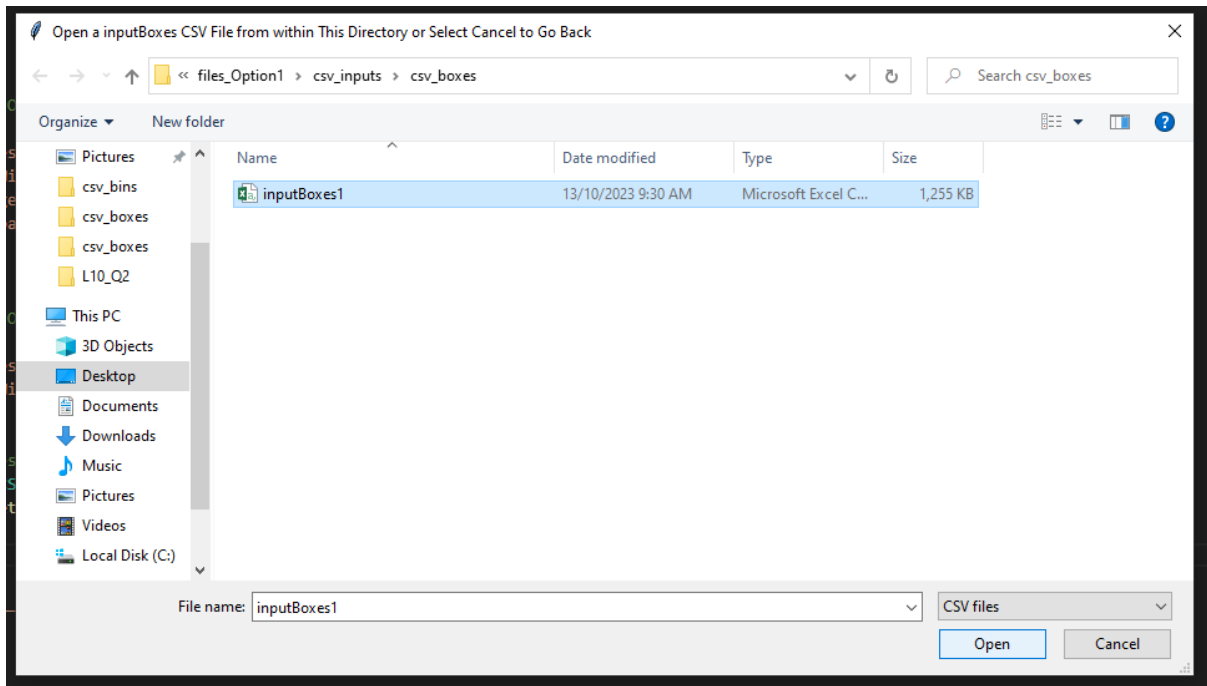 Open a inputBoxes CSV File from within This Directory or Select Cancel to Go Back
« files_Option1 > csv_inputs > csv_boxes
Search csv_boxes
Organize
New folder
Name
Date modified
Type
Size
inputBoxes1
13/10/2023 9:30 AM
Microsoft Excel C...
1,255 KB
Pictures
csv_bins
csv_boxes
csv_boxes
L10_Q2
This PC
3D Objects
Desktop
Documents
Downloads
Music
Pictures
Videos
Local Disk (C:)
File name: inputBoxes1
CSV files
Open
Cancel